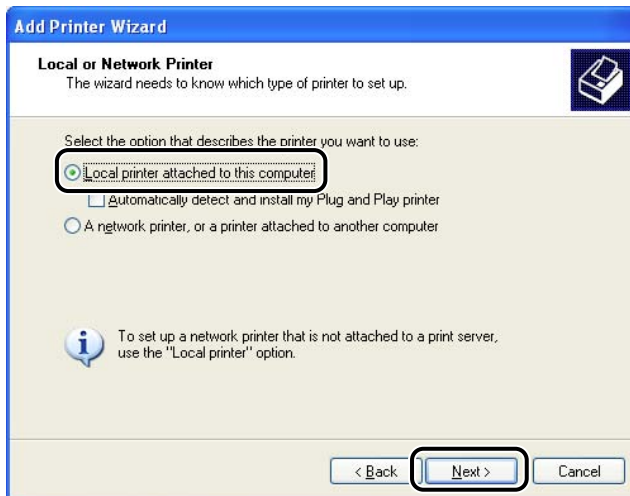 Add Printer Wizard
Local or Network Printer
The wizard needs to know which type of printer to set up.
Select the option that describes the printer you want to use:
Local printer attached to this computer
Automatically detect and install my Plug and Play printer
A network printer, or a printer attached to another computer
To set up a network printer that is not attached to a print server,
use the "Local printer" option.
< Back
Next >
Cancel